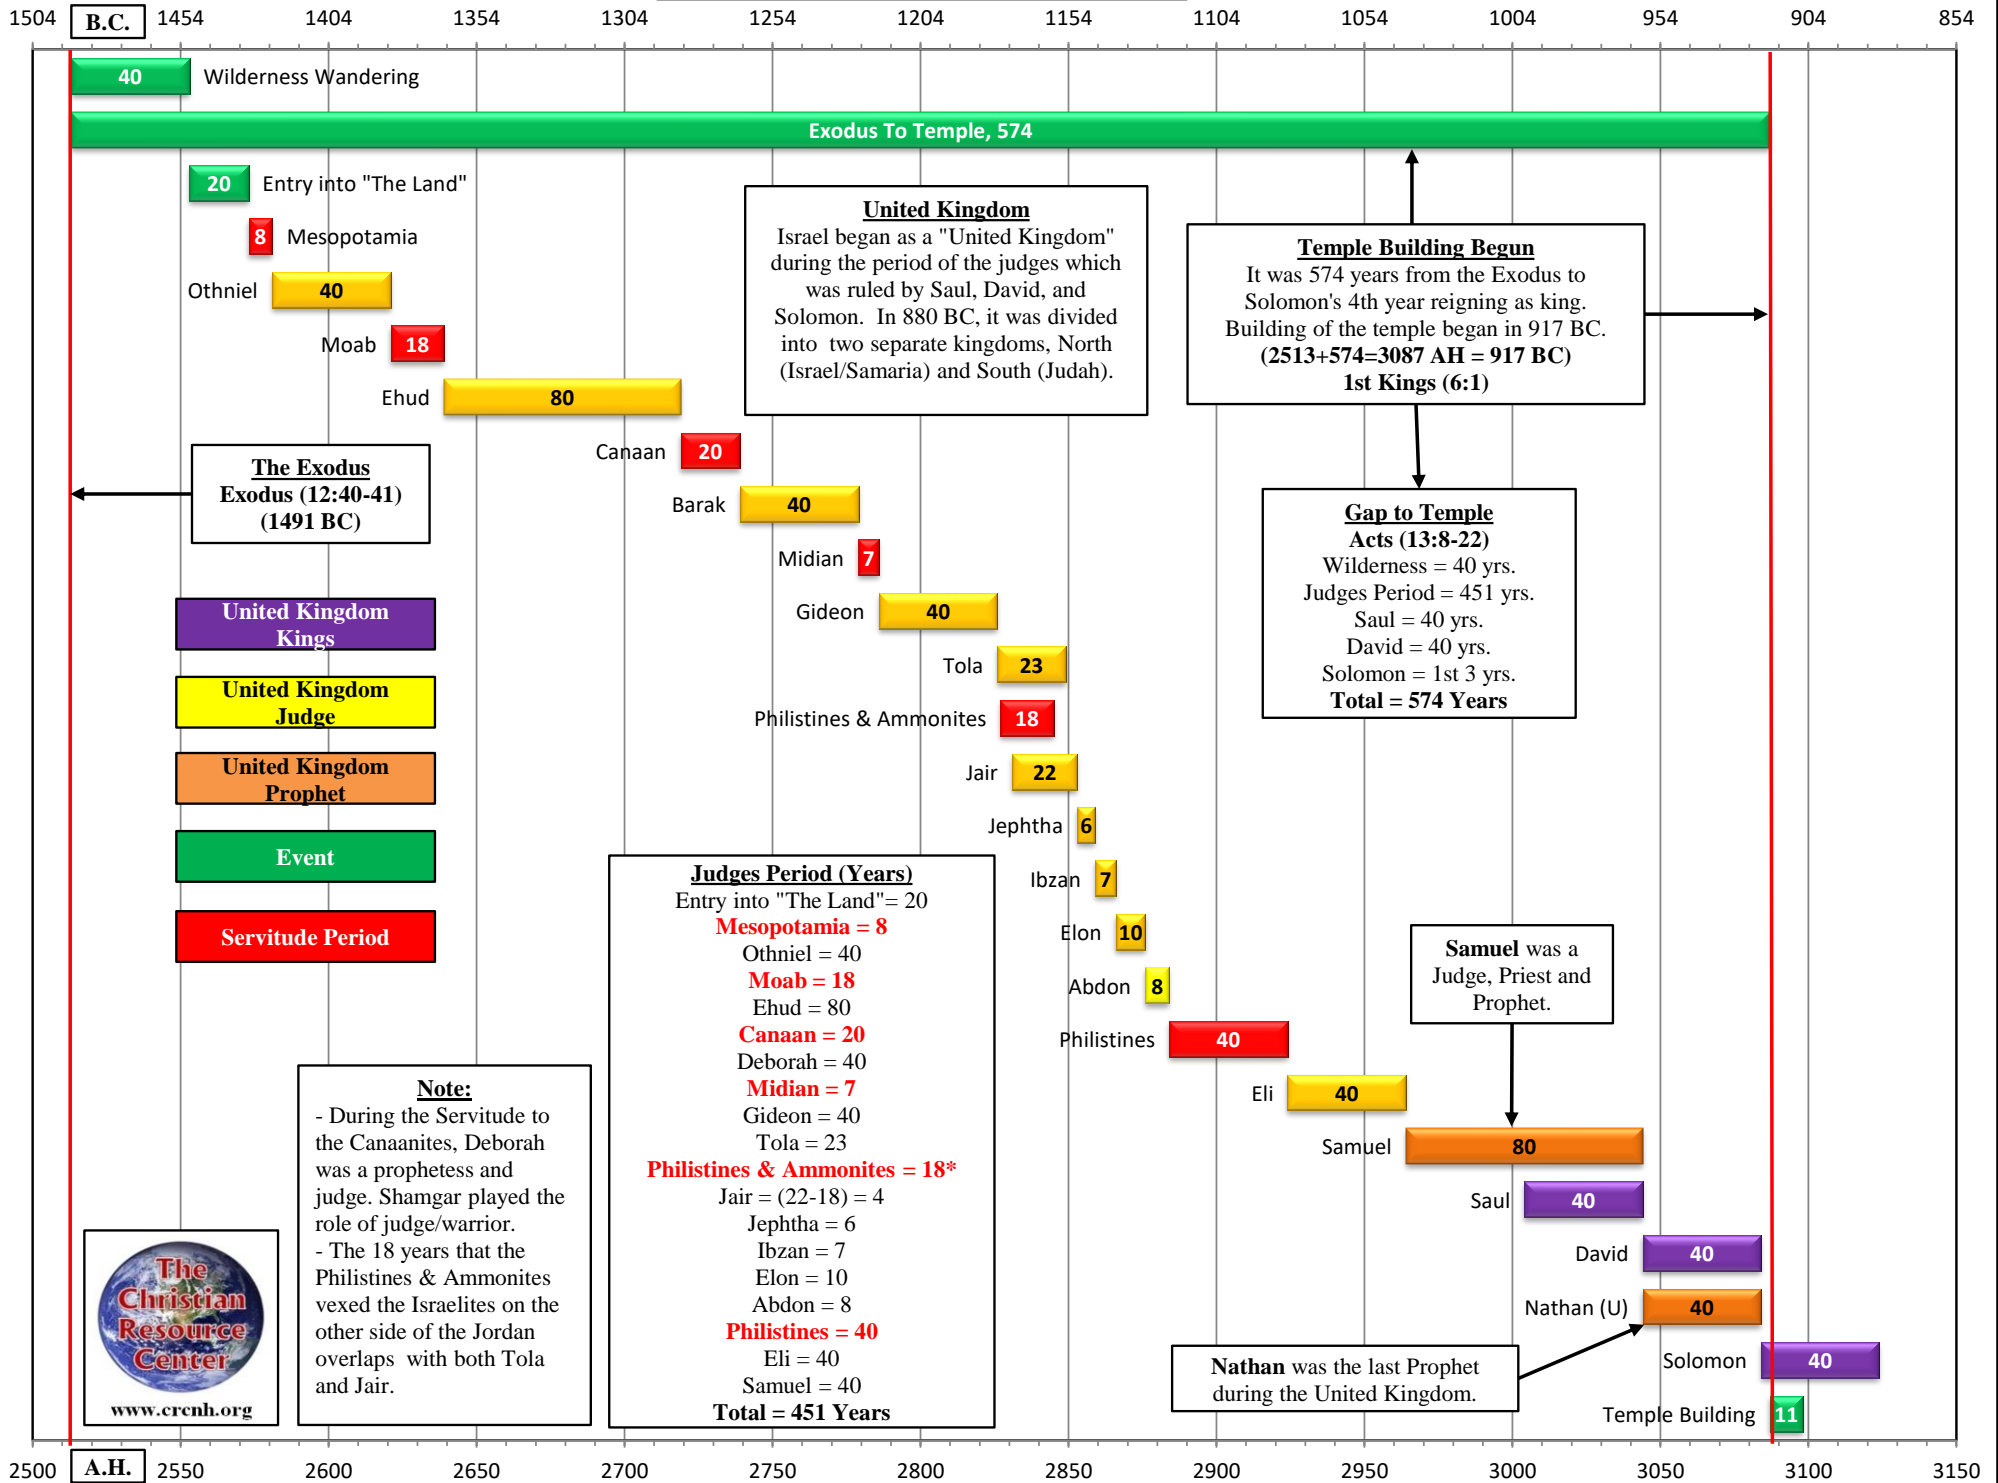 1504 B.C. 1454 1404 1354 1304 1254 1204 1154 1104 1054 1004 954 904 854
40 Wilderness Wandering
Exodus To Temple, 574
20 Entry into "The Land"
8 Mesopotamia
Othniel 40
Moab 18
Ehud 80
Canaan 20
Barak 40
Midian 7
Gideon 40
Tola 23
Philistines & Ammonites 18
Jair 22
Jephtha 6
Ibzan 7
Elon 10
Abdon 8
Philistines 40
Eli 40
Samuel 80
Saul 40
David 40
Nathan (U) 40
Solomon 40
Temple Building 11
United Kingdom
Israel began as a "United Kingdom"
during the period of the judges which
was ruled by Saul, David, and
Solomon. In 880 BC, it was divided
into two separate kingdoms, North
(Israel/Samaria) and South (Judah).
Temple Building Begun
It was 574 years from the Exodus to
Solomon's 4th year reigning as king.
Building of the temple began in 917 BC.
(2513+574=3087 AH = 917 BC)
1st Kings (6:1)
The Exodus
Exodus (12:40-41)
(1491 BC)
Gap to Temple
Acts (13:8-22)
Wilderness = 40 yrs.
Judges Period = 451 yrs.
Saul = 40 yrs.
David = 40 yrs.
Solomon = 1st 3 yrs.
Total = 574 Years
United Kingdom
Kings
United Kingdom
Judge
United Kingdom
Prophet
Event
Servitude Period
Judges Period (Years)
Entry into "The Land"= 20
Mesopotamia = 8
Othniel = 40
Moab = 18
Ehud = 80
Canaan = 20
Deborah = 40
Midian = 7
Gideon = 40
Tola = 23
Philistines & Ammonites = 18*
Jair = (22-18) = 4
Jephtha = 6
Ibzan = 7
Elon = 10
Abdon = 8
Philistines = 40
Eli = 40
Samuel = 40
Total = 451 Years
Samuel was a
Judge, Priest and
Prophet.
Note:
- During the Servitude to
the Canaanites, Deborah
was a prophetess and
judge. Shamgar played the
role of judge/warrior.
- The 18 years that the
Philistines & Ammonites
vexed the Israelites on the
other side of the Jordan
overlaps with both Tola
and Jair.
The
Christian
Resource
Center
www.crcnh.org
Nathan was the last Prophet
during the United Kingdom.
2500 A.H. 2550 2600 2650 2700 2750 2800 2850 2900 2950 3000 3050 3100 3150